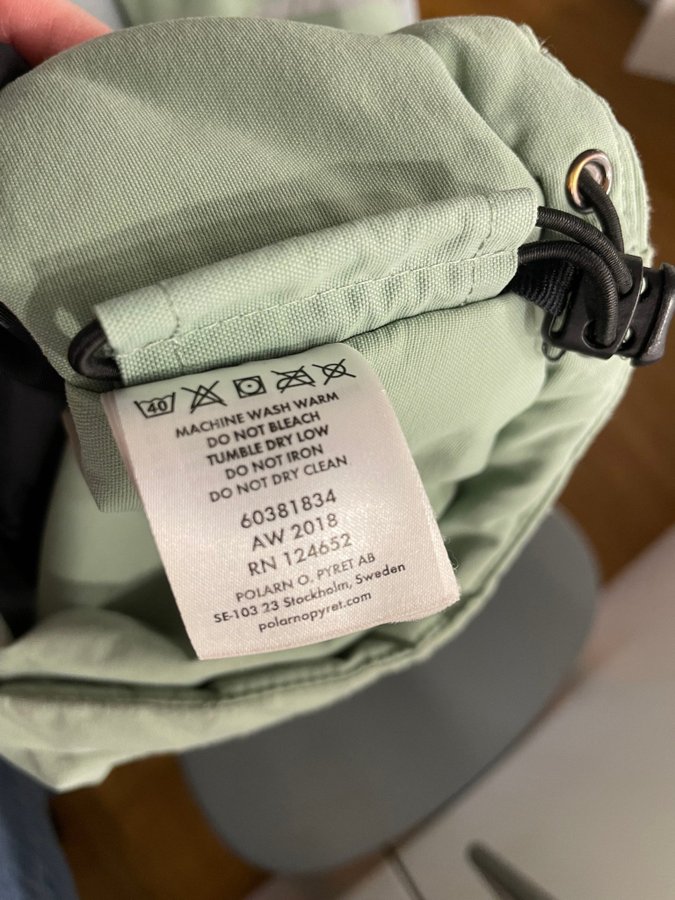 40
MACHINE WASH WARM
DO NOT BLEACH
TUMBLE DRY LOW
DO NOT IRON
DO NOT DRY CLEAN
60381834
AW 2018
RN 124652
POLARN O. PYRET AB
SE-103 23 Stockholm, Sweden
polarnopyret.com